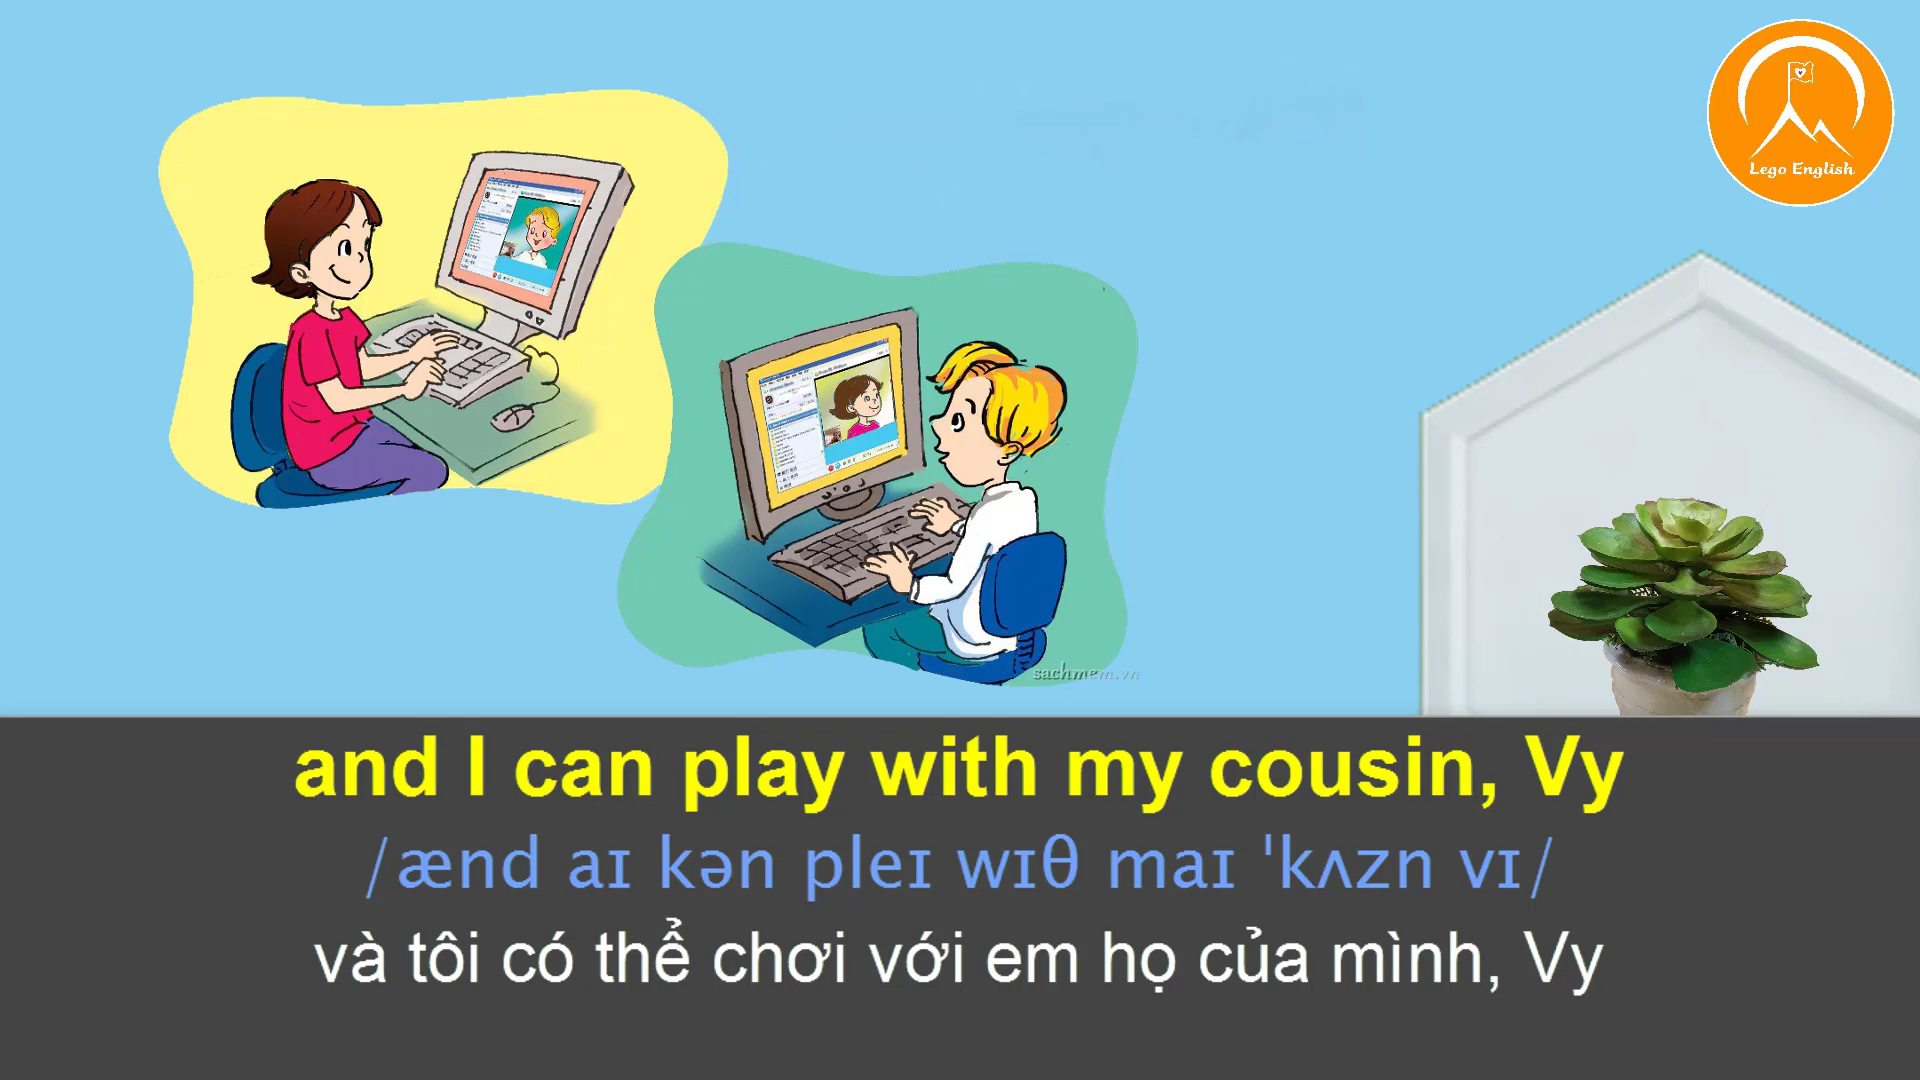 Lego English
sachmem.vn
and I can play with my cousin, Vy
/ænd aɪ kən pleɪ wɪθ maɪ ˈkʌzn vɪ/
và tôi có thể chơi với em họ của mình, Vy